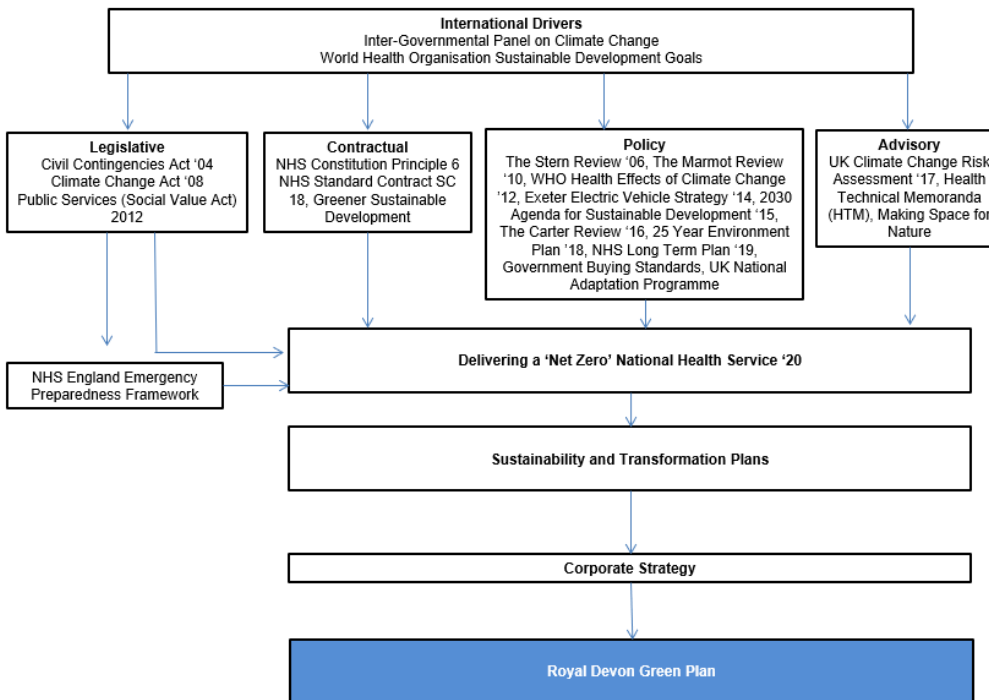 International Drivers
Inter-Governmental Panel on Climate Change
World Health Organisation Sustainable Development Goals
Legislative
Civil Contingencies Act ‘04
Climate Change Act ‘08
Public Services (Social Value Act)
2012
Contractual
NHS Constitution Principle 6
NHS Standard Contract SC
18, Greener Sustainable
Development
Policy
The Stern Review ‘06, The Marmot Review
‘10, WHO Health Effects of Climate Change
‘12, Exeter Electric Vehicle Strategy ‘14, 2030
Agenda for Sustainable Development ‘15,
The Carter Review ‘16, 25 Year Environment
Plan ’18, NHS Long Term Plan ‘19,
Government Buying Standards, UK National
Adaptation Programme
Advisory
UK Climate Change Risk
Assessment ‘17, Health
Technical Memoranda
(HTM), Making Space for
Nature
Delivering a ‘Net Zero’ National Health Service ‘20
NHS England Emergency
Preparedness Framework
Sustainability and Transformation Plans
Corporate Strategy
Royal Devon Green Plan